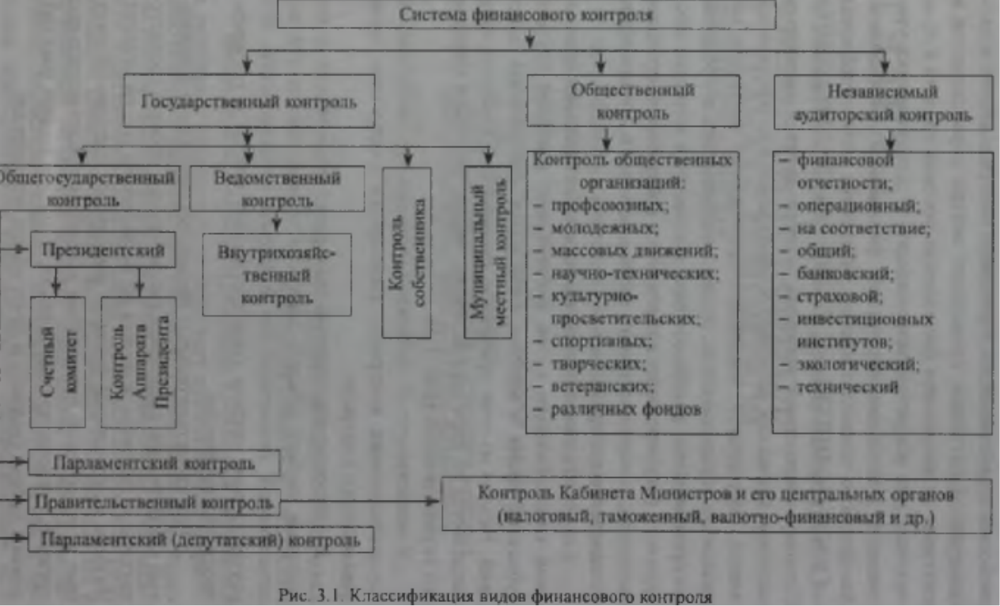 Система финансового контроля
Государственный контроль
Общественный
контроль
Независимый
аудиторский контроль
Общегосударственный
контроль
Ведомственный
контроль
Контроль
собственника
Муниципальный
местный контроль
Президентский
Внутрихозяйс-
твенный
контроль
Счетный
комитет
Контроль
Аппарата
Президента
Контроль общественных
организаций:
– профсоюзных;
– молодежных;
– массовых движений;
– научно-технических;
– культурно-
просветительских;
– спортивных;
– творческих;
– ветеранских;
– различных фондов
– финансовой
отчетности;
– операционный;
– на соответствие;
– общий;
– банковский;
– страховой;
– инвестиционных
институтов;
– экологический;
– технический
Парламентский контроль
Правительственный контроль
Контроль Кабинета Министров и его центральных органов
(налоговый, таможенный, валютно-финансовый и др.)
Парламентский (депутатский) контроль
Рис. 3.1. Классификация видов финансового контроля